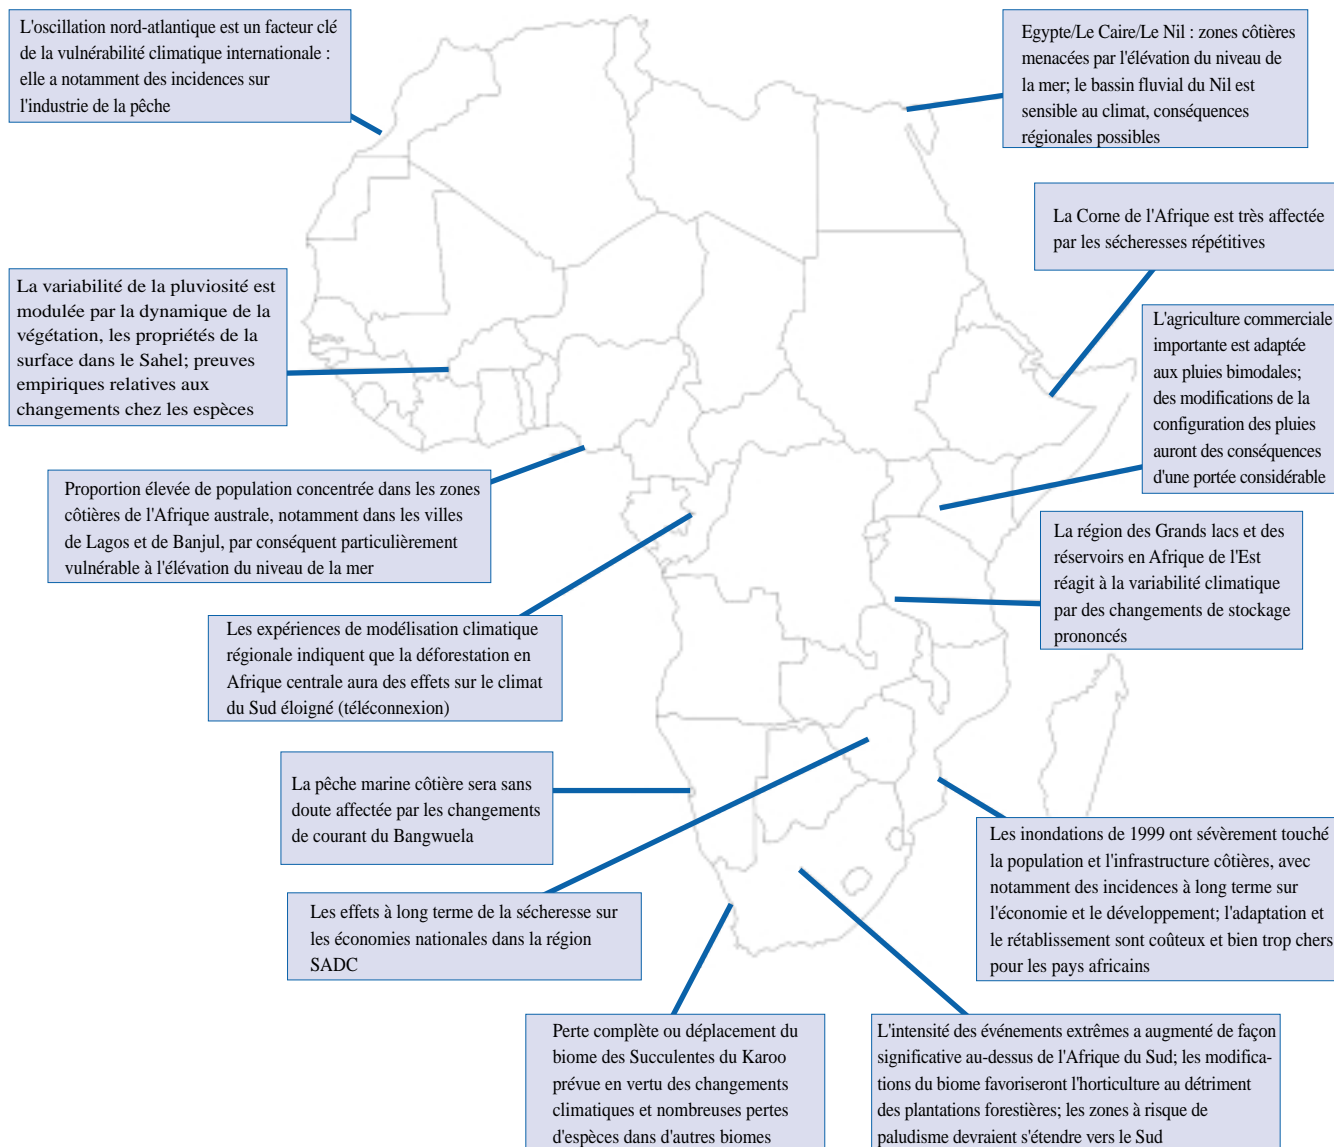 L'oscillation nord-atlantique est un facteur clé
de la vulnérabilité climatique internationale :
elle a notamment des incidences sur
l'industrie de la pêche
Egypte/Le Caire/Le Nil : zones côtières
menacées par l'élévation du niveau de
la mer; le bassin fluvial du Nil est
sensible au climat, conséquences
régionales possibles
La Corne de l'Afrique est très affectée
par les sécheresses répétitives
La variabilité de la pluviosité est
modulée par la dynamique de la
végétation, les propriétés de la
surface dans le Sahel; preuves
empiriques relatives aux
changements chez les espèces
L'agriculture commerciale
importante est adaptée
aux pluies bimodales;
des modifications de la
configuration des pluies
auront des conséquences
d'une portée considérable
Proportion élevée de population concentrée dans les zones
côtières de l'Afrique australe, notamment dans les villes
de Lagos et de Banjul, par conséquent particulièrement
vulnérable à l'élévation du niveau de la mer
La région des Grands lacs et des
réservoirs en Afrique de l'Est
réagit à la variabilité climatique
par des changements de stockage
prononcés
Les expériences de modélisation climatique
régionale indiquent que la déforestation en
Afrique centrale aura des effets sur le climat
du Sud éloigné (téléconnexion)
La pêche marine côtière sera sans
doute affectée par les changements
de courant du Bangwuela
Les inondations de 1999 ont sévèrement touché
la population et l'infrastructure côtières, avec
notamment des incidences à long terme sur
l'économie et le développement; l'adaptation et
le rétablissement sont coûteux et bien trop chers
pour les pays africains
Les effets à long terme de la sécheresse sur
les économies nationales dans la région
SADC
Perte complète ou déplacement du
biome des Succulentes du Karoo
prévue en vertu des changements
climatiques et nombreuses pertes
d'espèces dans d'autres biomes
L'intensité des événements extrêmes a augmenté de façon
significative au-dessus de l'Afrique du Sud; les modifica-
tions du biome favoriseront l'horticulture au détriment
des plantations forestières; les zones à risque de
paludisme devraient s'étendre vers le Sud